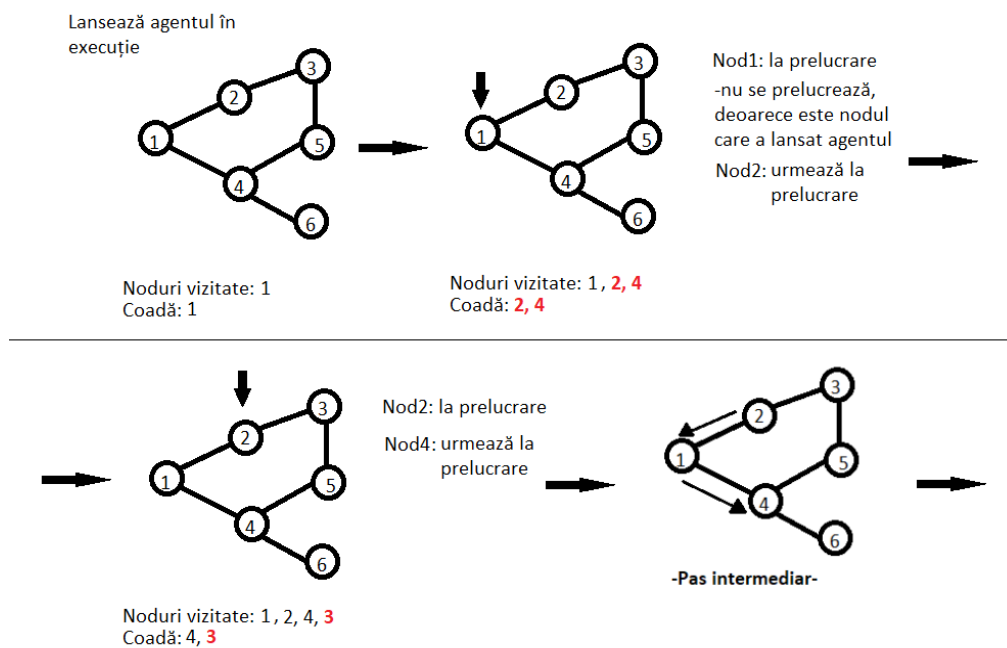 Lansează agentul în
execuție
1
2
3
4
5
6
Noduri vizitate: 1
Coadă: 1
1
2
3
4
5
6
Noduri vizitate: 1, 2, 4
Coadă: 2, 4
Nod1: la prelucrare
-nu se prelucrează,
deoarece este nodul
care a lansat agentul
Nod2: urmează la
prelucrare
1
2
3
4
5
6
Noduri vizitate: 1, 2, 4, 3
Coadă: 4, 3
Nod2: la prelucrare
Nod4: urmează la
prelucrare
1
2
3
4
5
6
-Pas intermediar-